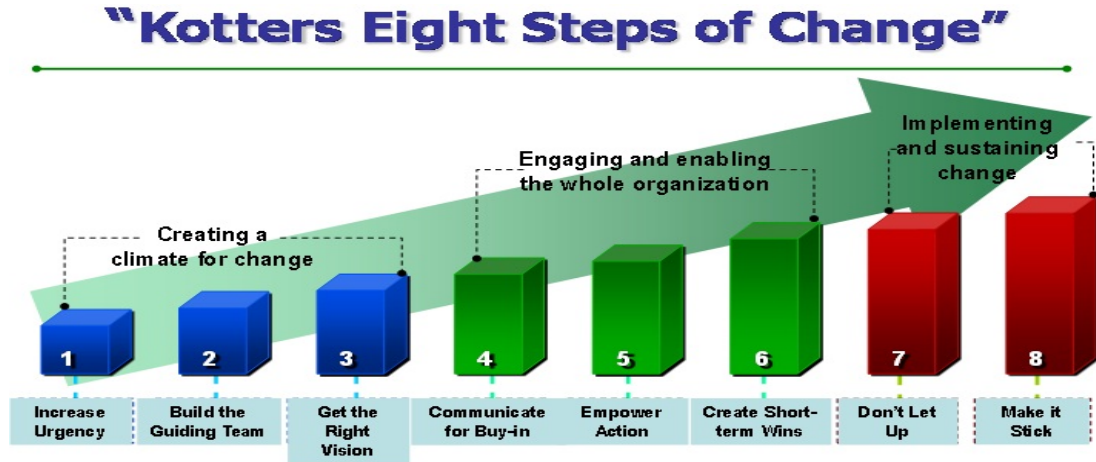 “Kotters Eight Steps of Change”
Implementing
and sustaining
change
Engaging and enabling
the whole organization
Creating a
climate for change
1
2
3
4
5
6
7
8
Increase
Urgency
Build the
Guiding Team
Get the
Right
Vision
Communicate
for Buy-in
Empower
Action
Create Short-
term Wins
Don't Let
Up
Make it
Stick